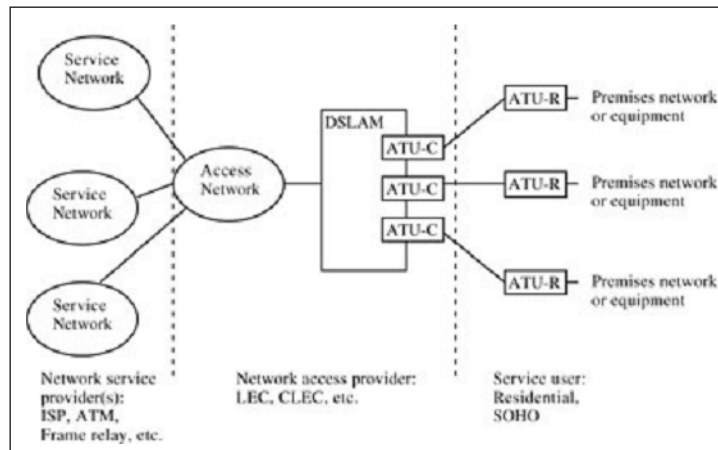 Service
Network
Service
Network
Service
Network
Access
Network
DSLAM
ATU-C
ATU-C
ATU-C
ATU-R
Premises network
or equipment
ATU-R
Premises network
or equipment
ATU-R
Premises network
or equipment
Network service
provider(s):
ISP, ATM,
Frame relay, etc.
Network access provider:
LEC, CLEC, etc.
Service user:
Residential,
SOHO